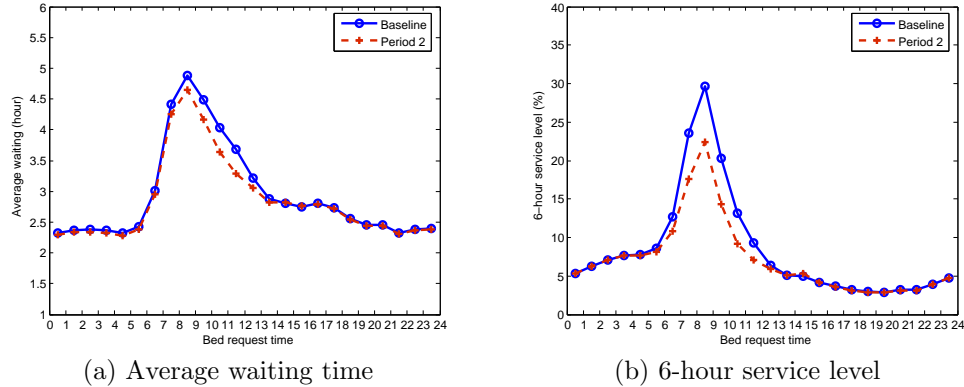 6
5.5
5
4.5
4
3.5
3
2.5
2
1.5
1
Average waiting (hour)
Baseline
Period 2
0 1 2 3 4 5 6 7 8 9 10 11 12 13 14 15 16 17 18 19 20 21 22 23 24
Bed request time
(a) Average waiting time
40
35
30
25
20
15
10
5
0
6−hour service level (%)
Baseline
Period 2
0 1 2 3 4 5 6 7 8 9 10 11 12 13 14 15 16 17 18 19 20 21 22 23 24
Bed request time
(b) 6-hour service level